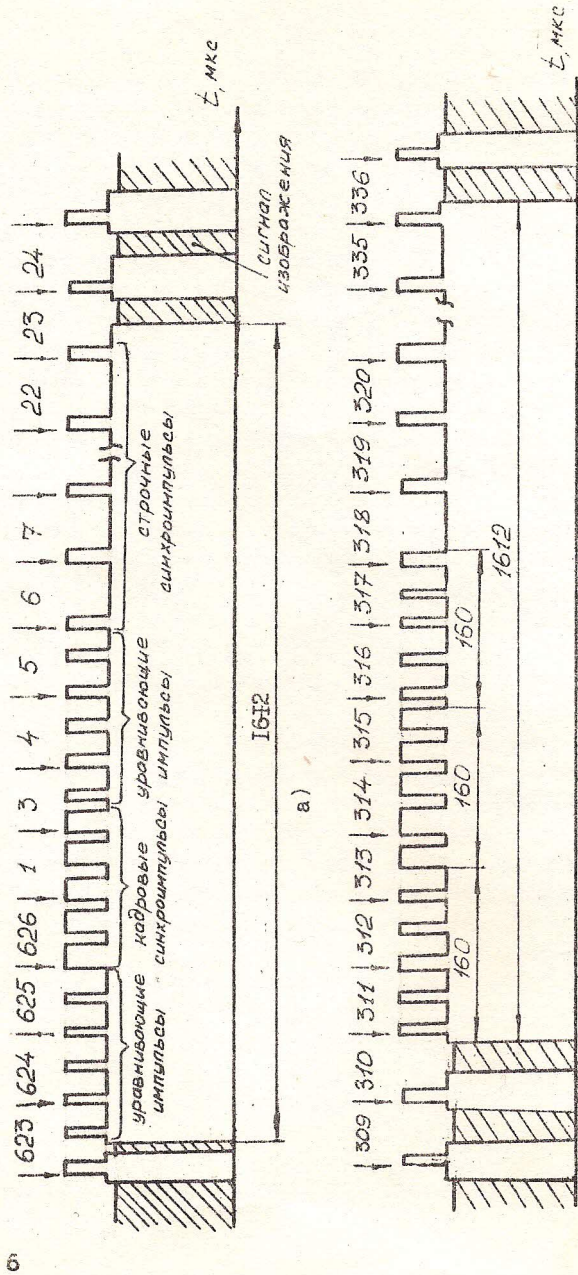 б
623 624 625 626 1 3 4 5 6 7 22 23 24
уравнивающие
импульсы
кадровые
синхроимпульсы
уровнивающие
импульсы
строчные
синхроимпульсы
сигнал
изображения
t, мкс
1612
а)
309 310 311 312 313 314 315 316 317 318 319 320 335 336
160 160 160
1612
t, мкс